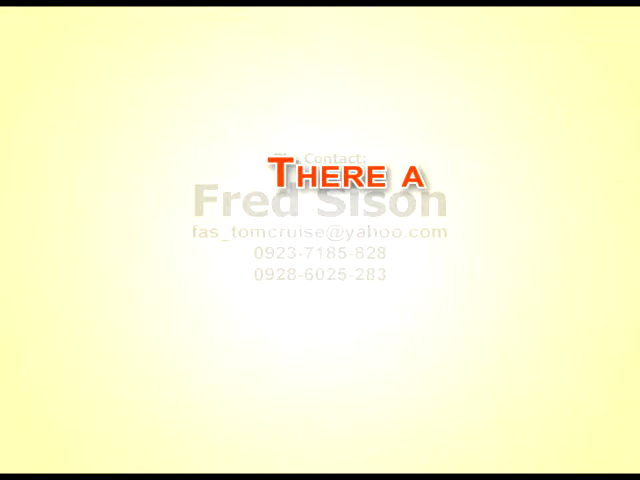 Contact:
THERE A
Fred Sison
fas_tomcruise@yahoo.com
0923-7185-828
0928-6025-283